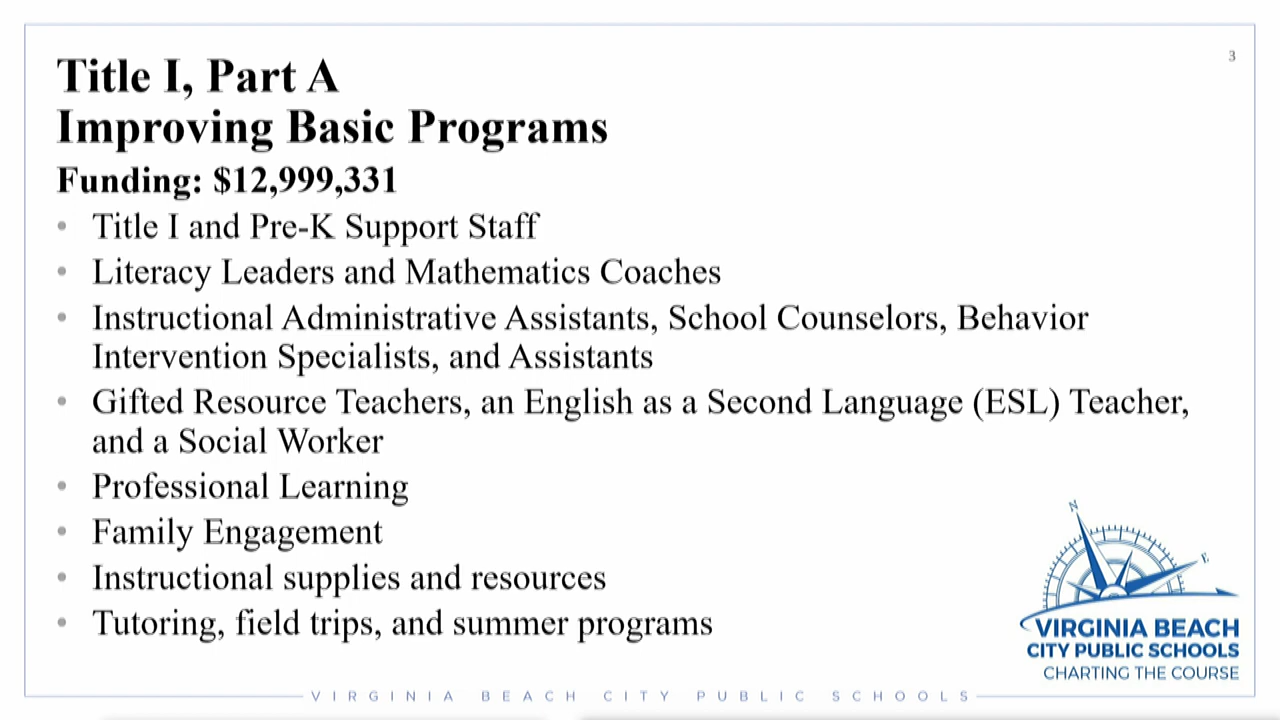 3
Title I, Part A
Improving Basic Programs
Funding: $12,999,331
• Title I and Pre-K Support Staff
• Literacy Leaders and Mathematics Coaches
• Instructional Administrative Assistants, School Counselors, Behavior
Intervention Specialists, and Assistants
• Gifted Resource Teachers, an English as a Second Language (ESL) Teacher,
and a Social Worker
• Professional Learning
• Family Engagement
• Instructional supplies and resources
• Tutoring, field trips, and summer programs
N
E
VIRGINIA BEACH
CITY PUBLIC SCHOOLS
CHARTING THE COURSE
VIRGINIA BEACH CITY PUBLIC SCHOOLS